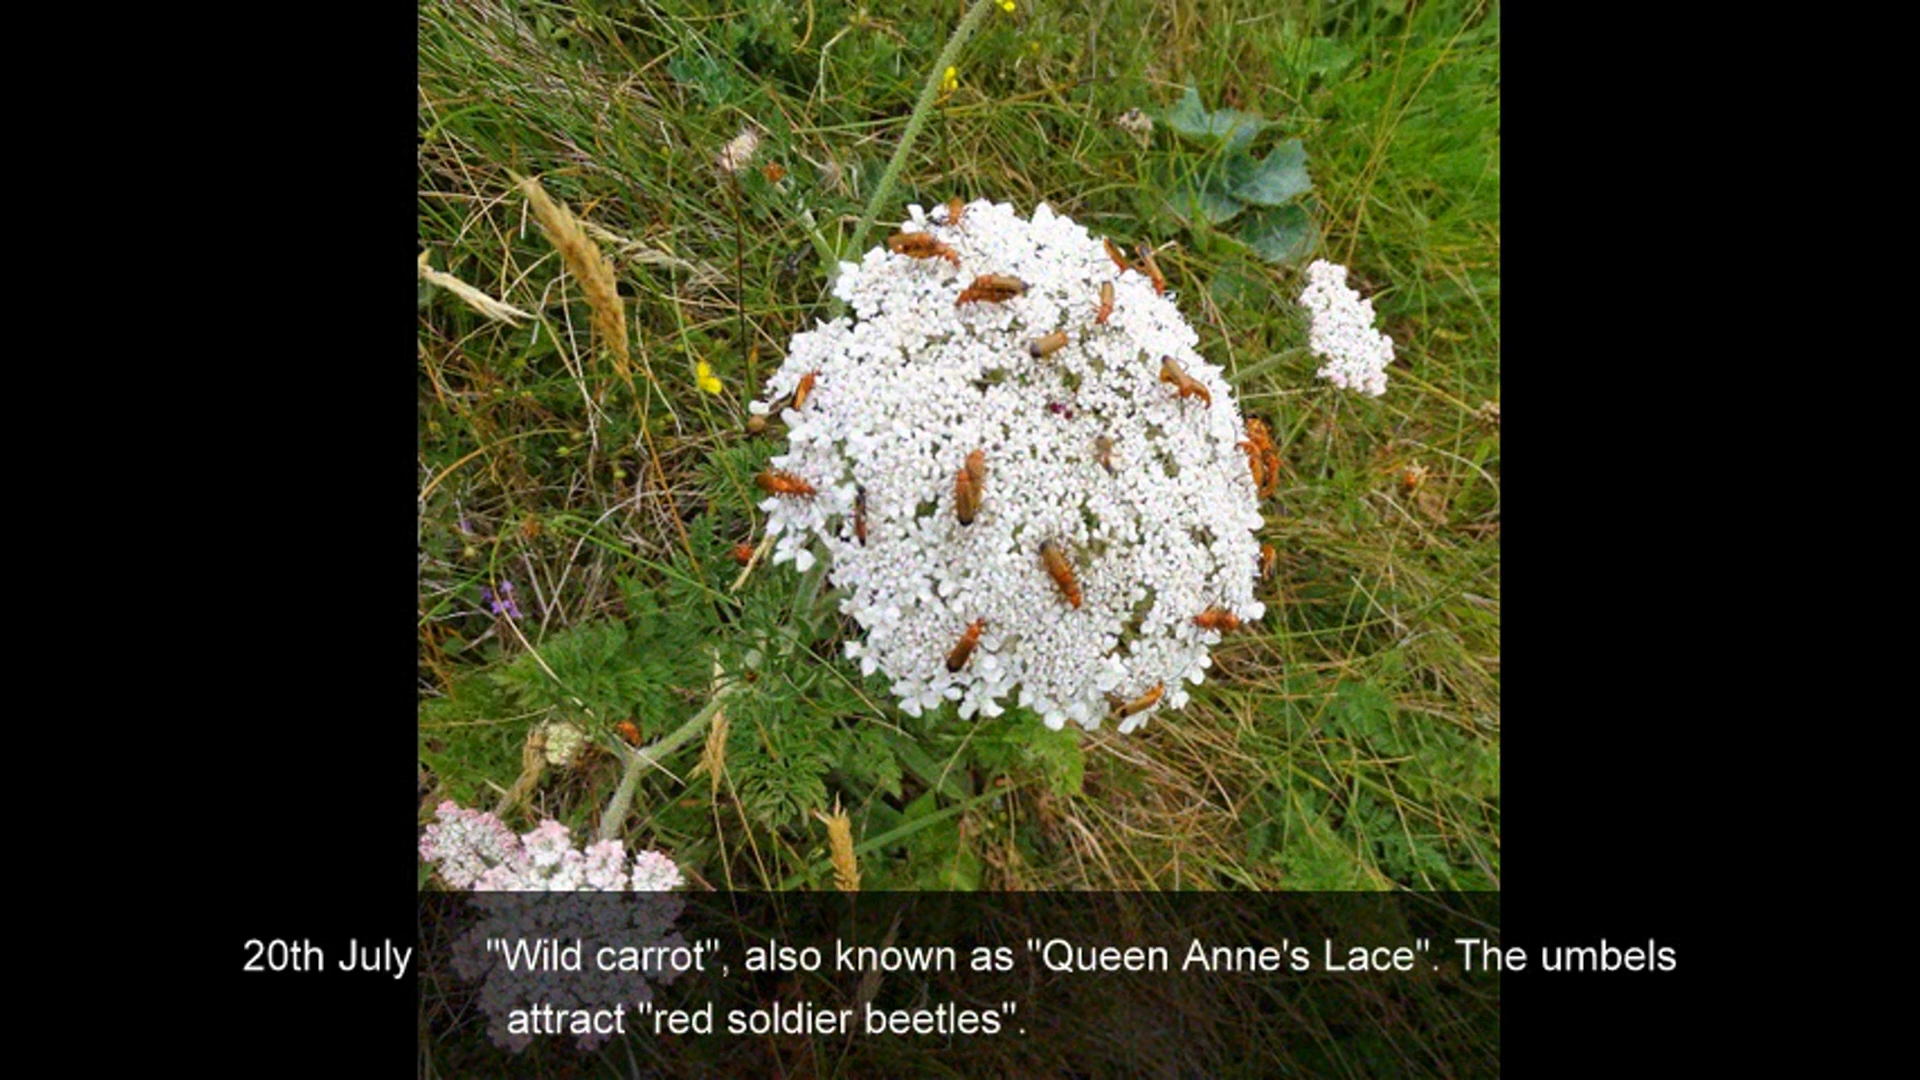 20th July "Wild carrot", also known as "Queen Anne's Lace". The umbels
attract "red soldier beetles".